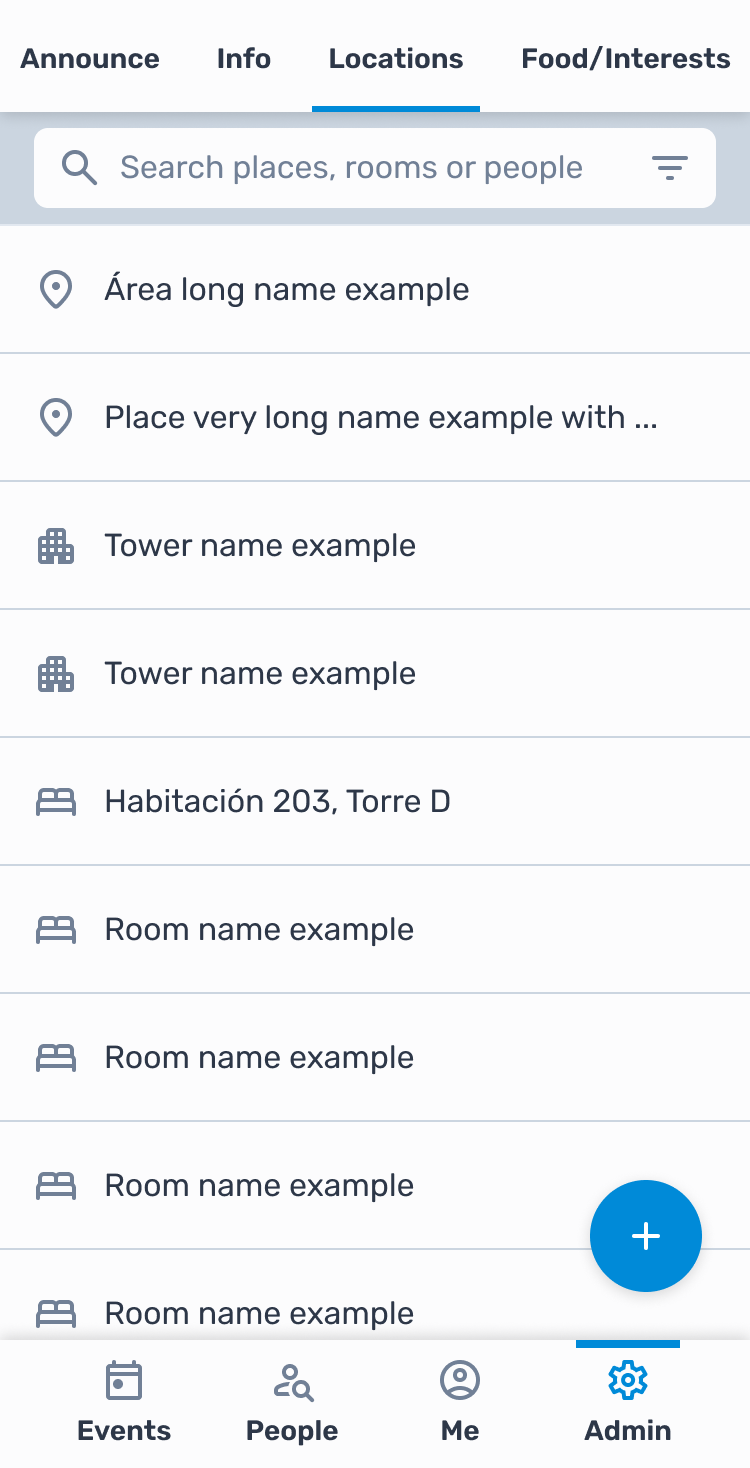 Announce Info Locations Food/Interests
Search places, rooms or people
Área long name example
Place very long name example with ...
Tower name example
Tower name example
Habitación 203, Torre D
Room name example
Room name example
Room name example
Room name example
Events People Me Admin